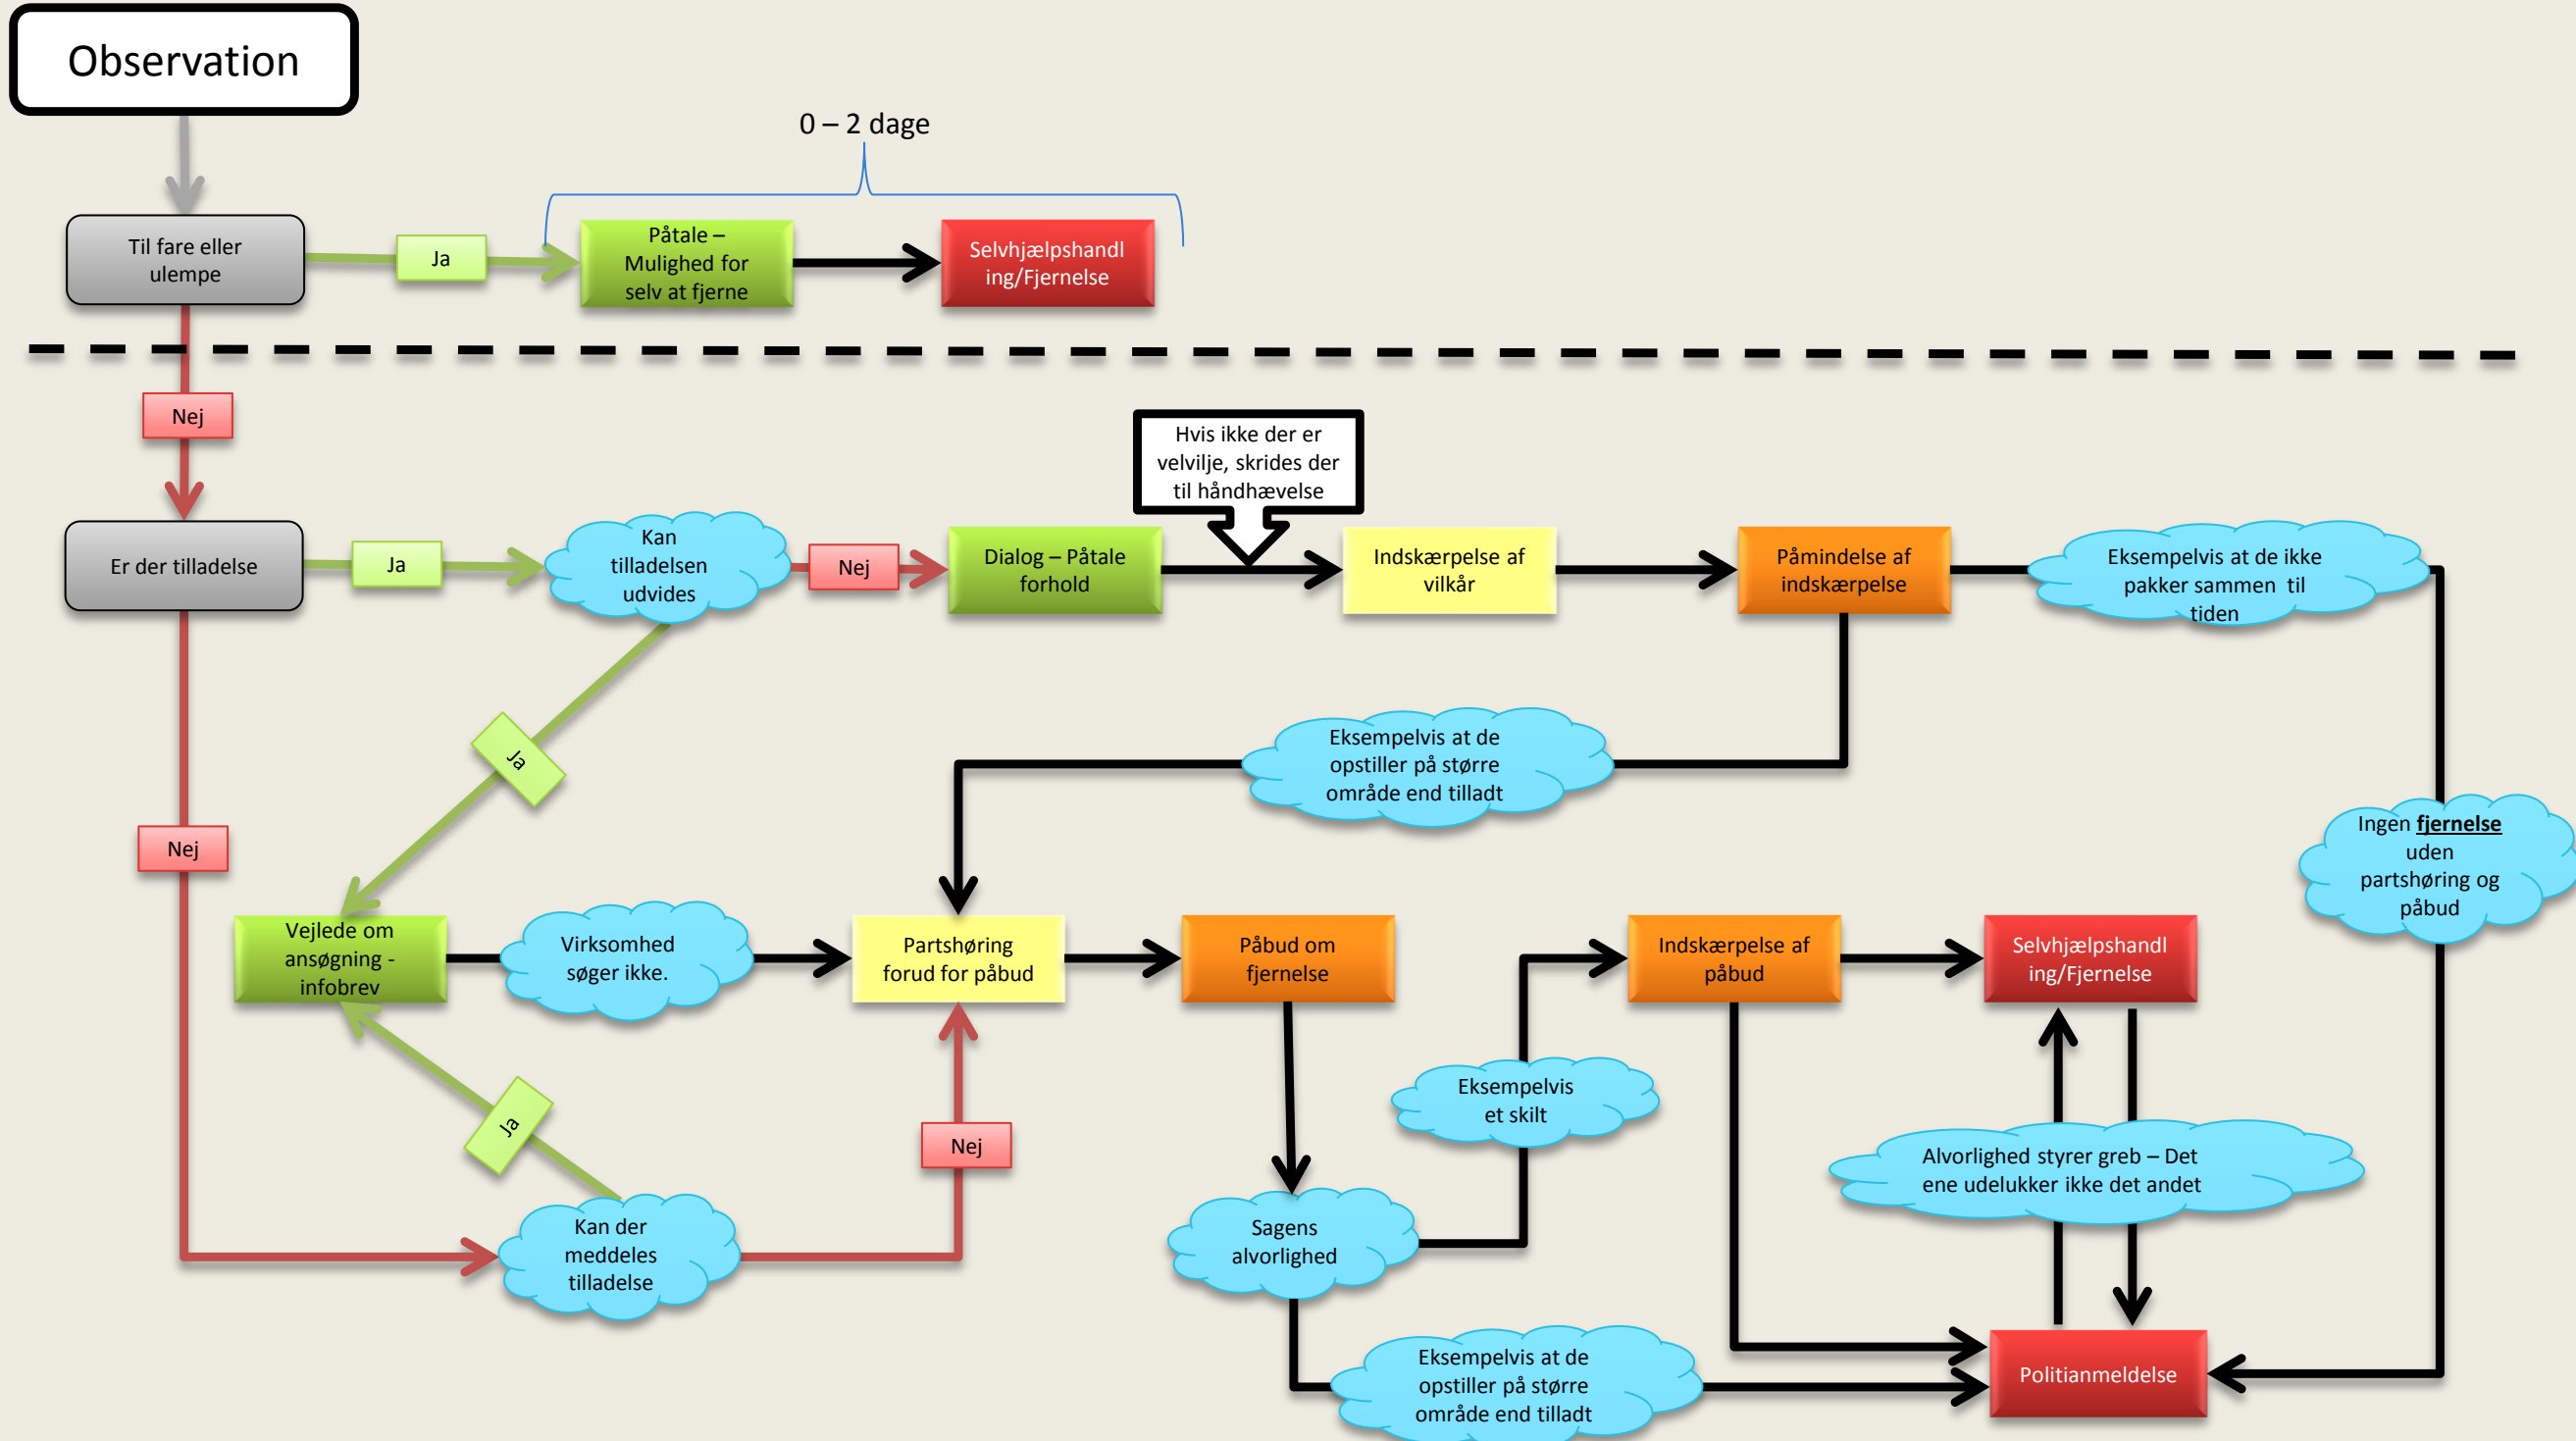 Observation
0 – 2 dage
Til fare eller
ulempe
Ja
Påtale –
Mulighed for
selv at fjerne
Selvhjælpshandl
ing/Fjernelse
Nej
Hvis ikke der er
velvilje, skrides der
til håndhævelse
Er der tilladelse
Ja
Kan
tilladelsen
udvides
Nej
Dialog – Påtale
forhold
Indskærpelse af
vilkår
Påmindelse af
indskærpelse
Eksempelvis at de ikke
pakker sammen til
tiden
Ja
Eksempelvis at de
opstiller på større
område end tilladt
Nej
Ingen fjernelse
uden
partshøring og
påbud
Vejlede om
ansøgning -
infobrev
Virksomhed
søger ikke.
Partshøring
forud for påbud
Påbud om
fjernelse
Indskærpelse af
påbud
Selvhjælpshandl
ing/Fjernelse
Ja
Nej
Eksempelvis
et skilt
Alvorlighed styrer greb – Det
ene udelukker ikke det andet
Kan der
meddeles
tilladelse
Sagens
alvorlighed
Eksempelvis at de
opstiller på større
område end tilladt
Politianmeldelse